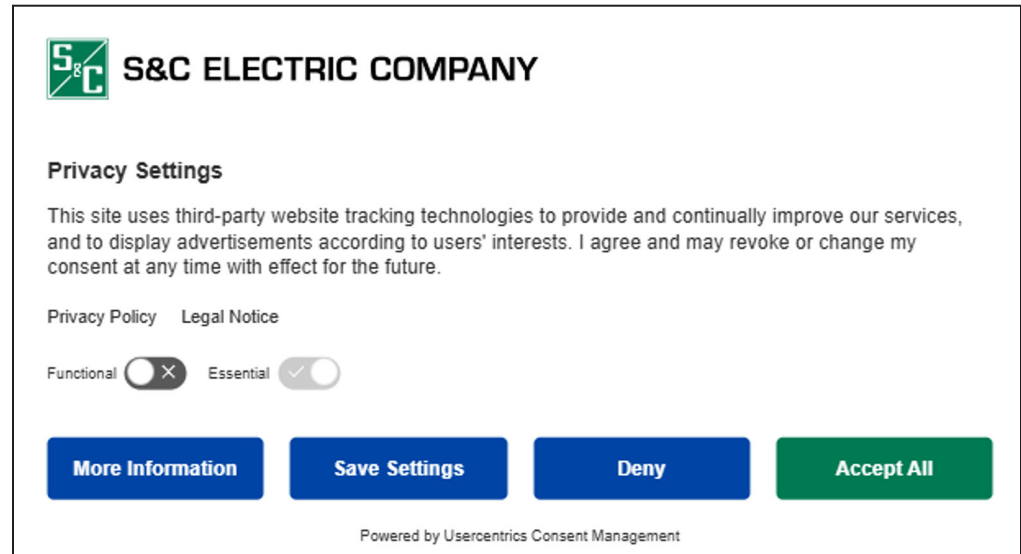 S&C S&C ELECTRIC COMPANY
Privacy Settings
This site uses third-party website tracking technologies to provide and continually improve our services,
and to display advertisements according to users' interests. I agree and may revoke or change my
consent at any time with effect for the future.
Privacy Policy Legal Notice
Functional Essential
More Information Save Settings Deny Accept All
Powered by Usercentrics Consent Management